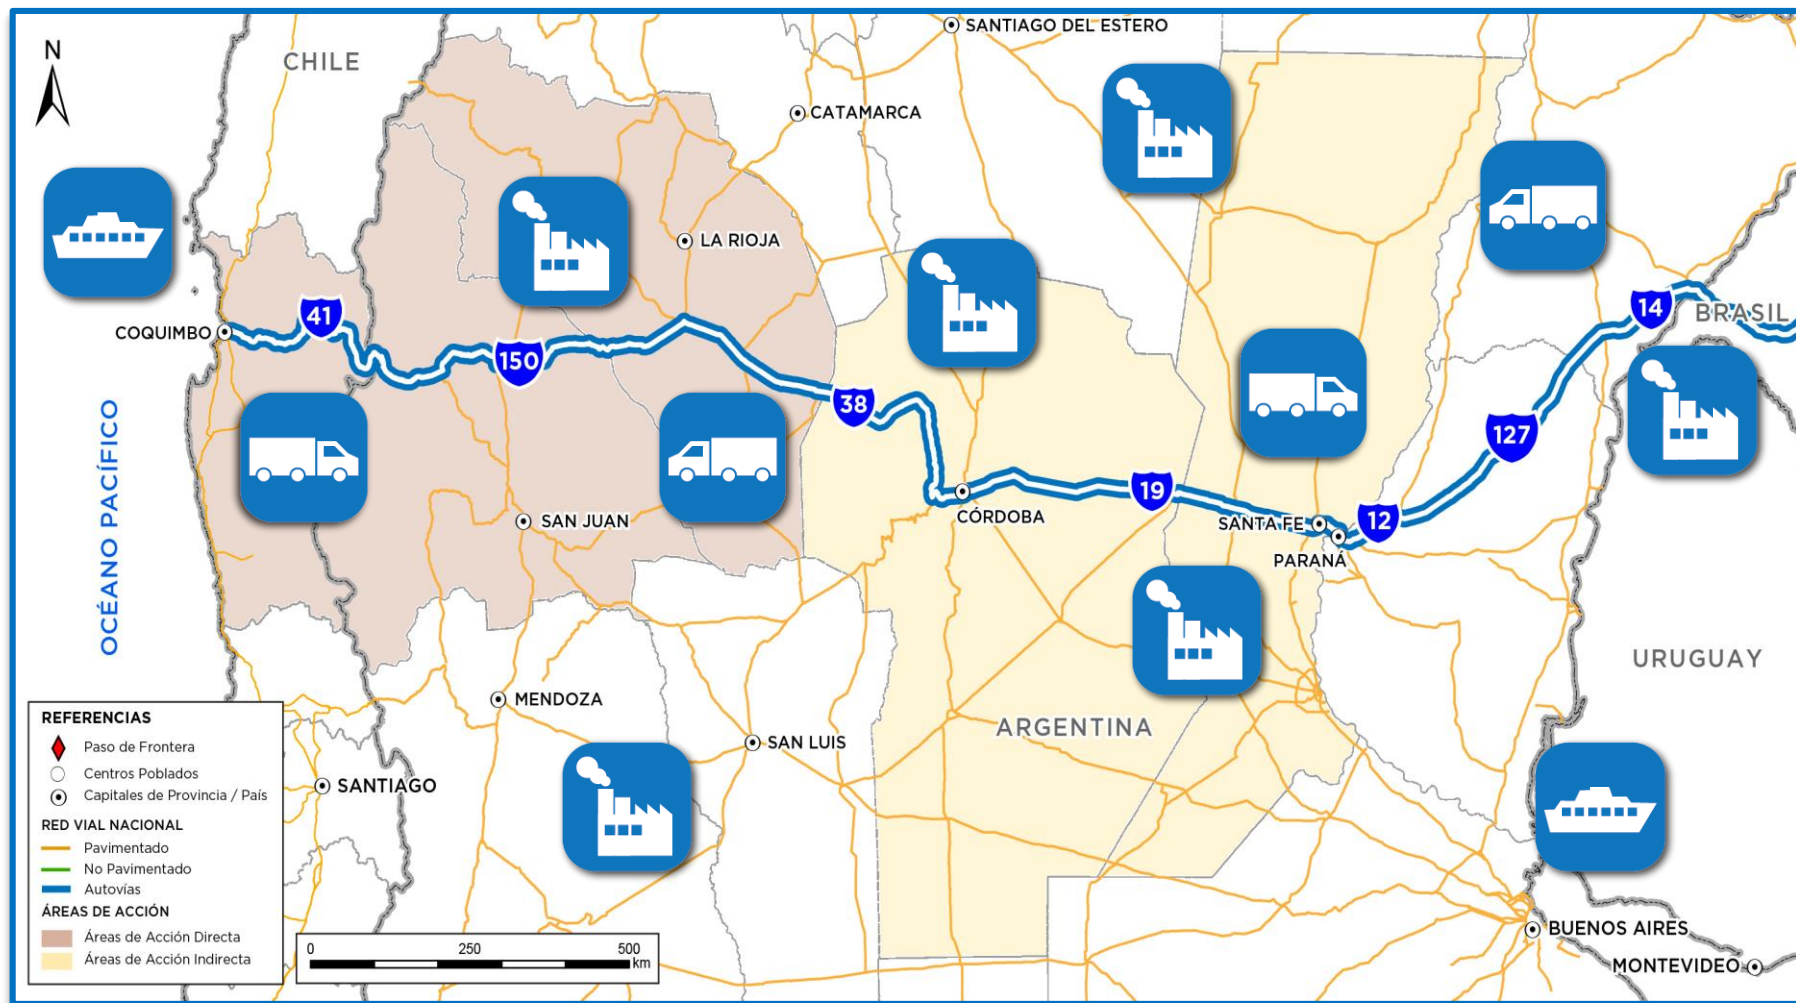 SANTIAGO DEL ESTERO
N
CHILE
CATAMARCA
LA RIOJA
14
BRASIL
41
COQUIMBO
150
38
127
OCÉANO PACÍFICO
19
CÓRDOBA
SAN JUAN
SANTA FE
12
PARANÁ
URUGUAY
MENDOZA
ARGENTINA
SAN LUIS
SANTIAGO
REFERENCIAS
Paso de Frontera
Centros Poblados
Capitales de Provincia / País
RED VIAL NACIONAL
Pavimentado
No Pavimentado
Autovías
ÁREAS DE ACCIÓN
Áreas de Acción Directa
Áreas de Acción Indirecta
0 250 500
km
BUENOS AIRES
MONTEVIDEO